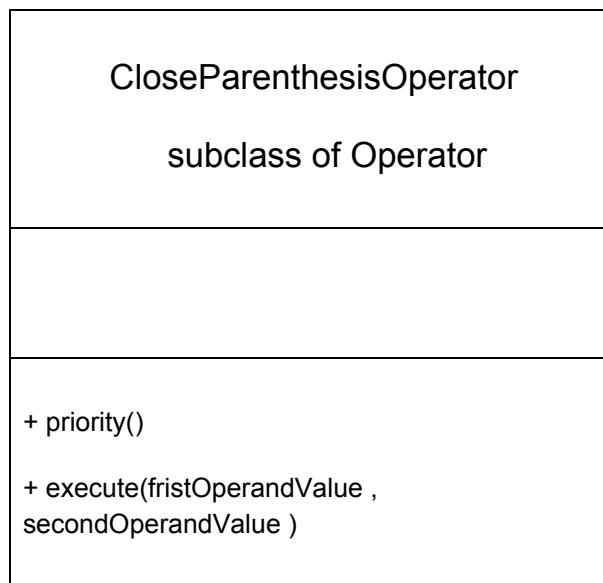 CloseParenthesisOperator
subclass of Operator
+ priority()
+ execute(fristOperandValue ,
secondOperandValue )